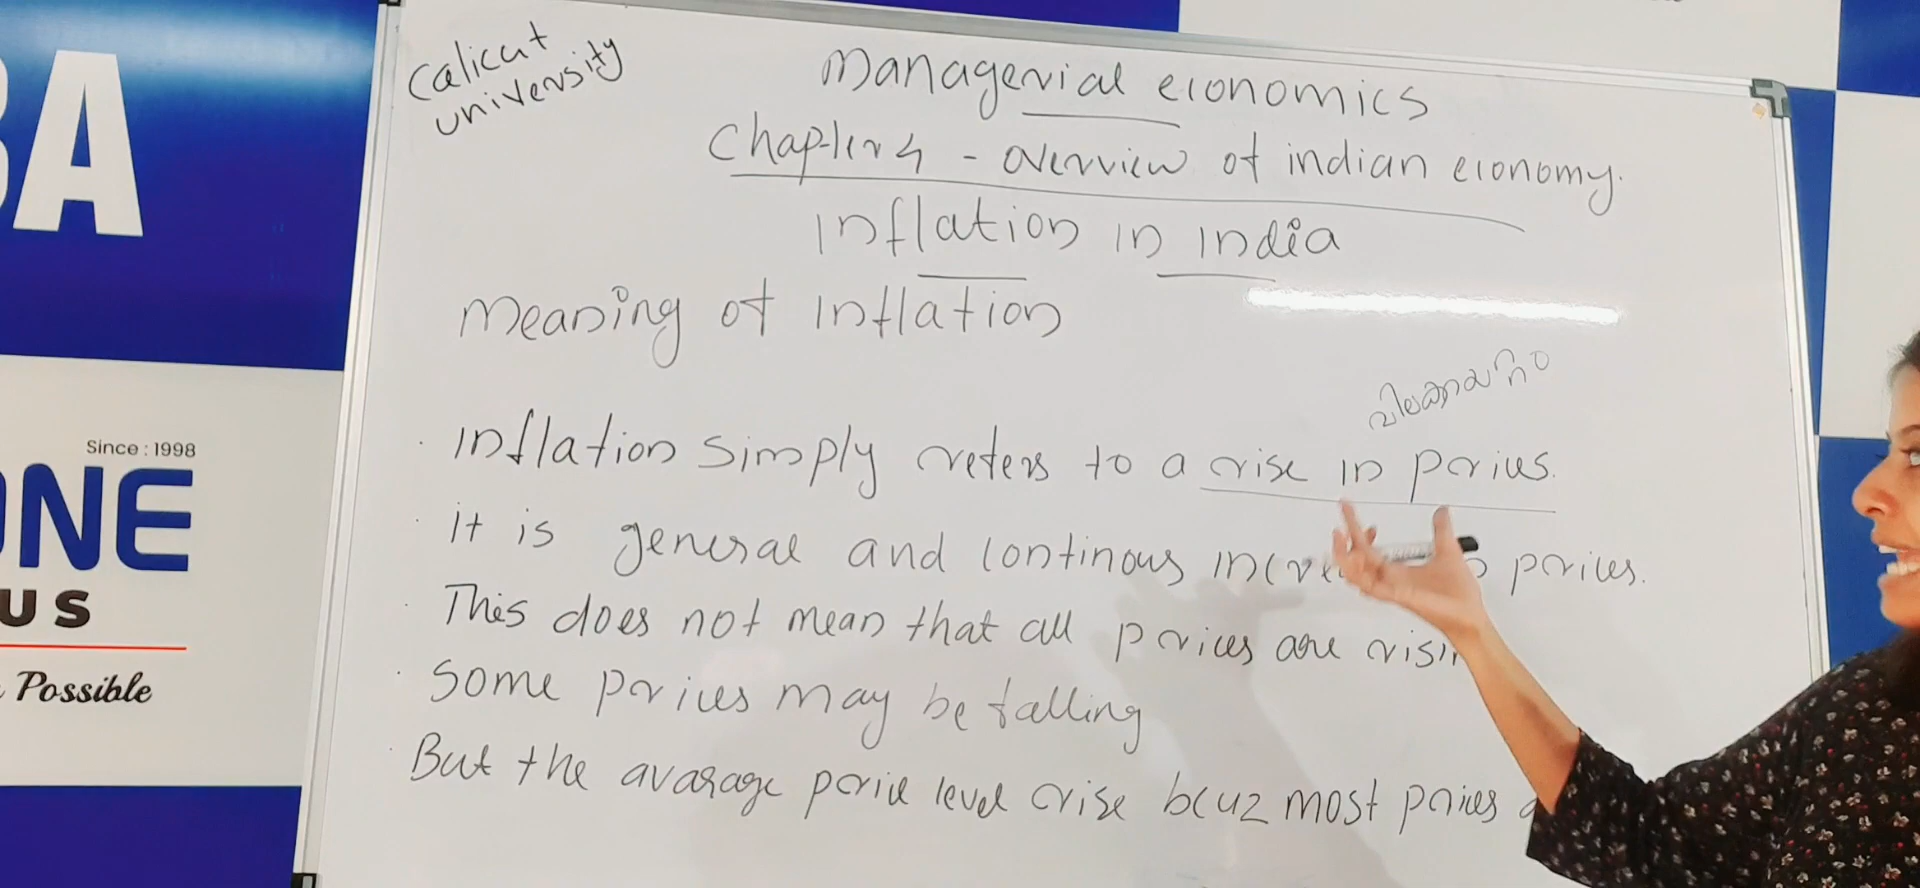 Calicut
university
Managerial economics
Chapter 4 - overview of indian economy.
Inflation in India
meaning of Inflation
വിലക്കയറ്റം
. Inflation simply refers to a rise in prices.
. it is general and continous in prices.
. This does not mean that all prices are
. Some prices may be falling
. But the avarage price level rise bcuz most prices
BA
Since : 1998
ONE
US
Possible